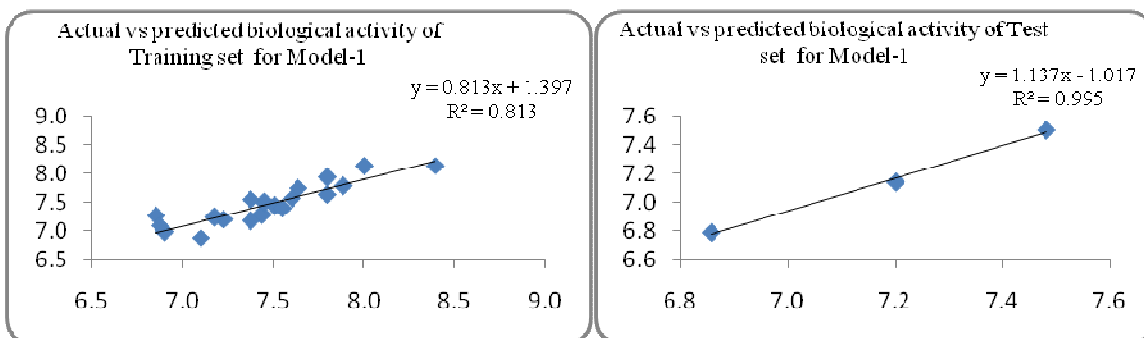 Actual vs predicted biological activity of
Training set for Model-1
y = 0.813x + 1.397
R² = 0.813
9.0
8.5
8.0
7.5
7.0
6.5
6.5 7.0 7.5 8.0 8.5 9.0
Actual vs predicted biological activity of Test
set for Model-1
y = 1.137x - 1.017
R² = 0.995
7.6
7.4
7.2
7.0
6.8
6.6
6.8 7.0 7.2 7.4 7.6